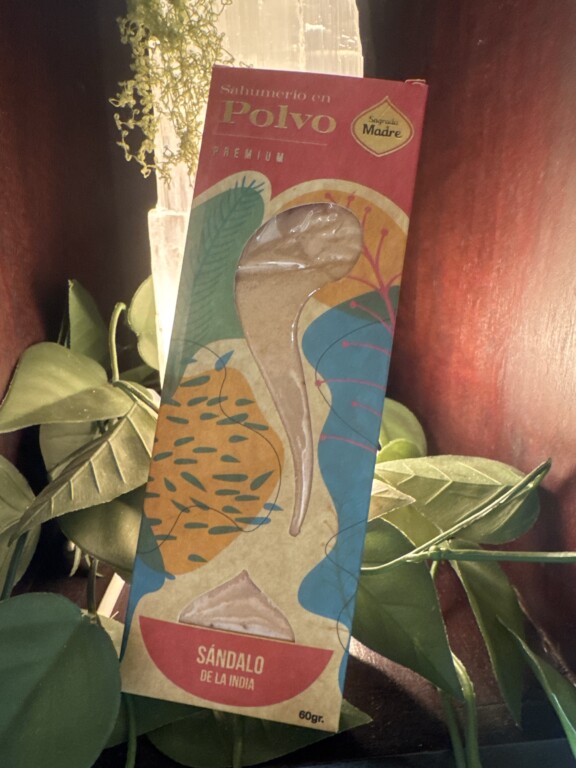 Sahumerio en
Polvo
PREMIUM
Sagrada
Madre
SÁNDALO
DE LA INDIA
60gr.